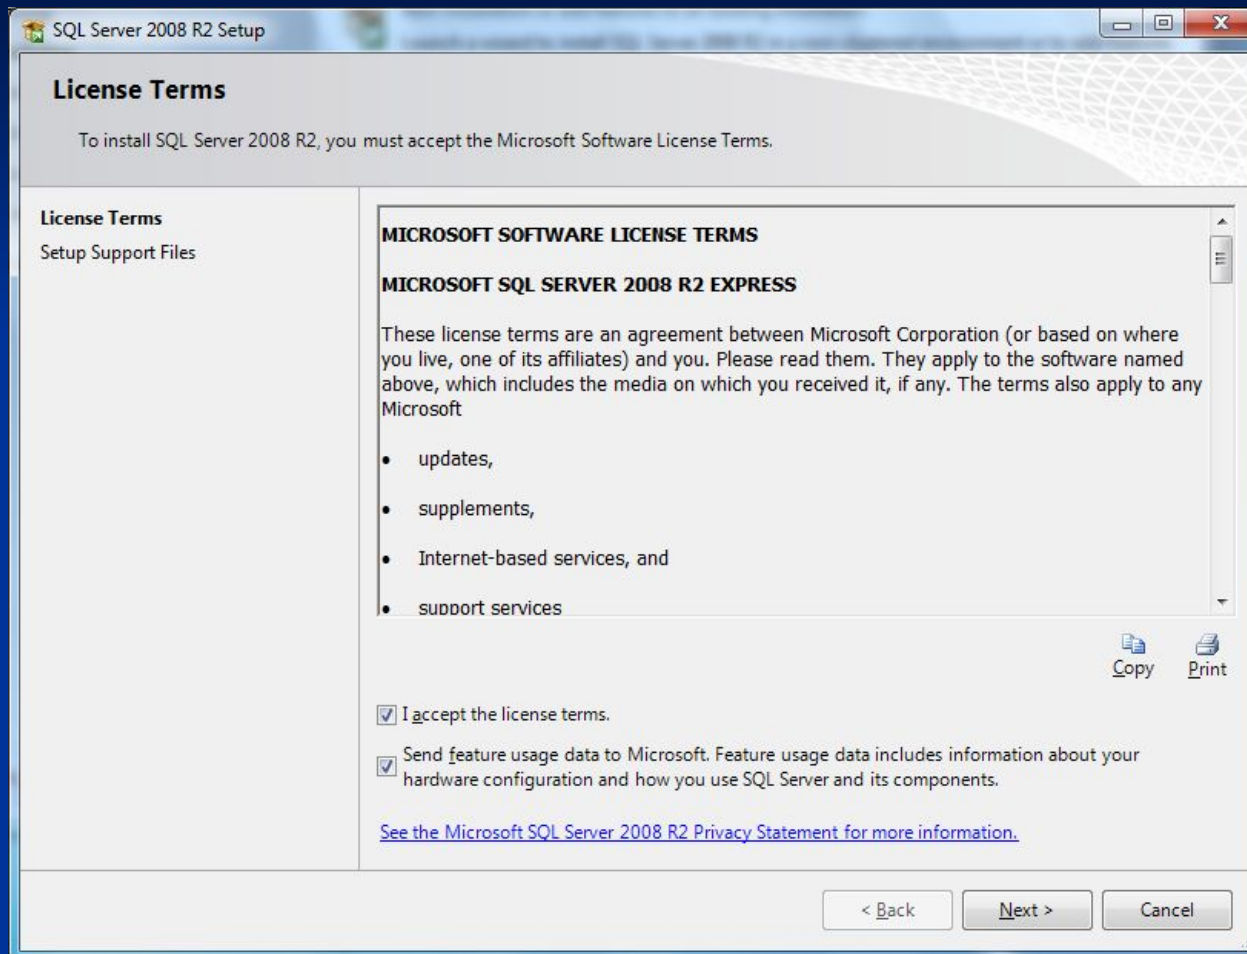 SQL Server 2008 R2 Setup
License Terms
To install SQL Server 2008 R2, you must accept the Microsoft Software License Terms.
License Terms
Setup Support Files
MICROSOFT SOFTWARE LICENSE TERMS
MICROSOFT SQL SERVER 2008 R2 EXPRESS
These license terms are an agreement between Microsoft Corporation (or based on where
you live, one of its affiliates) and you. Please read them. They apply to the software named
above, which includes the media on which you received it, if any. The terms also apply to any
Microsoft
• updates,
• supplements,
• Internet-based services, and
• support services
Copy
Print
I accept the license terms.
Send feature usage data to Microsoft. Feature usage data includes information about your
hardware configuration and how you use SQL Server and its components.
See the Microsoft SQL Server 2008 R2 Privacy Statement for more information.
< Back
Next >
Cancel